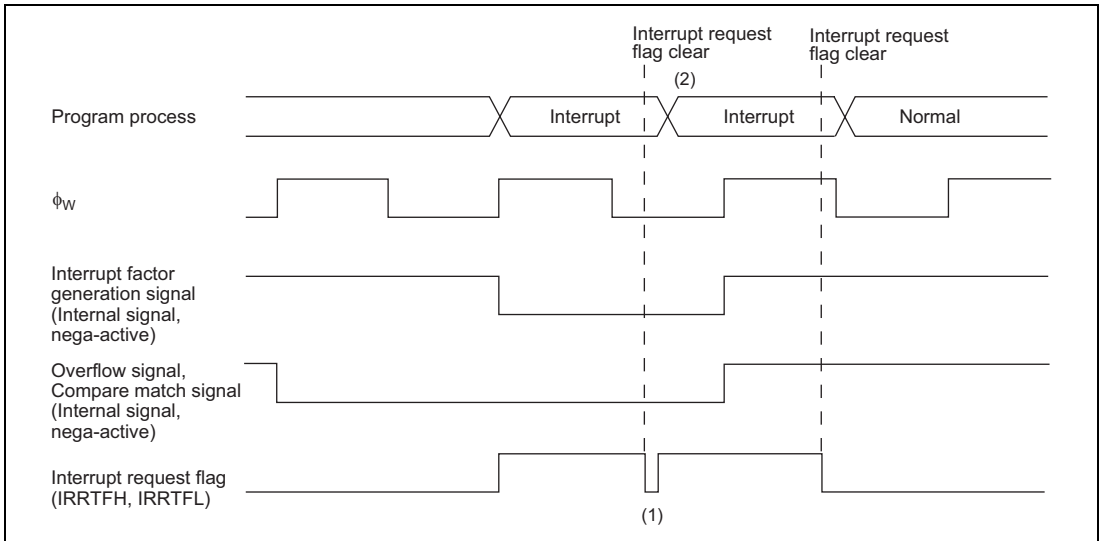 Interrupt request
flag clear
Interrupt request
flag clear
(2)
Program process
Interrupt
Interrupt
Normal
ϕW
Interrupt factor
generation signal
(Internal signal,
nega-active)
Overflow signal,
Compare match signal
(Internal signal,
nega-active)
Interrupt request flag
(IRRTFH, IRRTFL)
(1)